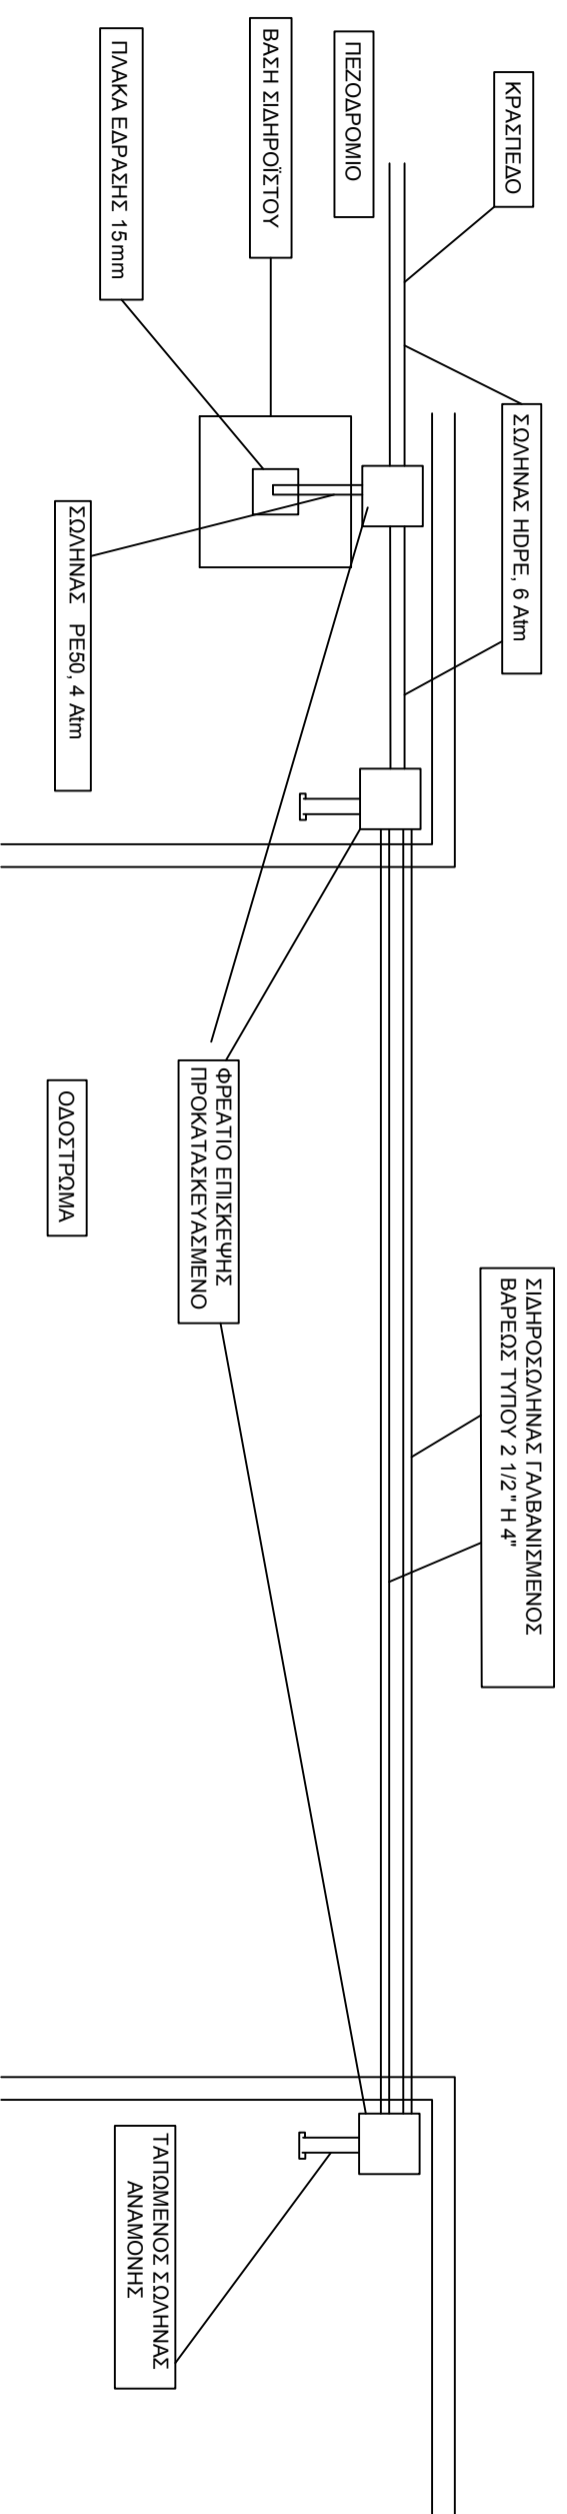 ΚΡΑΣΠΕΔΟ
ΠΕΖΟΔΡΟΜΙΟ
ΒΑΣΗ ΣΙΔΗΡΟΪΣΤΟΥ
ΠΛΑΚΑ ΕΔΡΑΣΗΣ 15mm
ΣΩΛΗΝΑΣ HDPE, 6 Atm
ΣΩΛΗΝΑΣ PE50, 4 Atm
ΦΡΕΑΤΙΟ ΕΠΙΣΚΕΨΗΣ
ΠΡΟΚΑΤΑΣΚΕΥΑΣΜΕΝΟ
ΟΔΟΣΤΡΩΜΑ
ΣΙΔΗΡΟΣΩΛΗΝΑΣ ΓΑΛΒΑΝΙΣΜΕΝΟΣ
ΒΑΡΕΩΣ ΤΥΠΟΥ 2 1/2" Η 4"
ΤΑΠΩΜΕΝΟΣ ΣΩΛΗΝΑΣ
ΑΝΑΜΟΝΗΣ